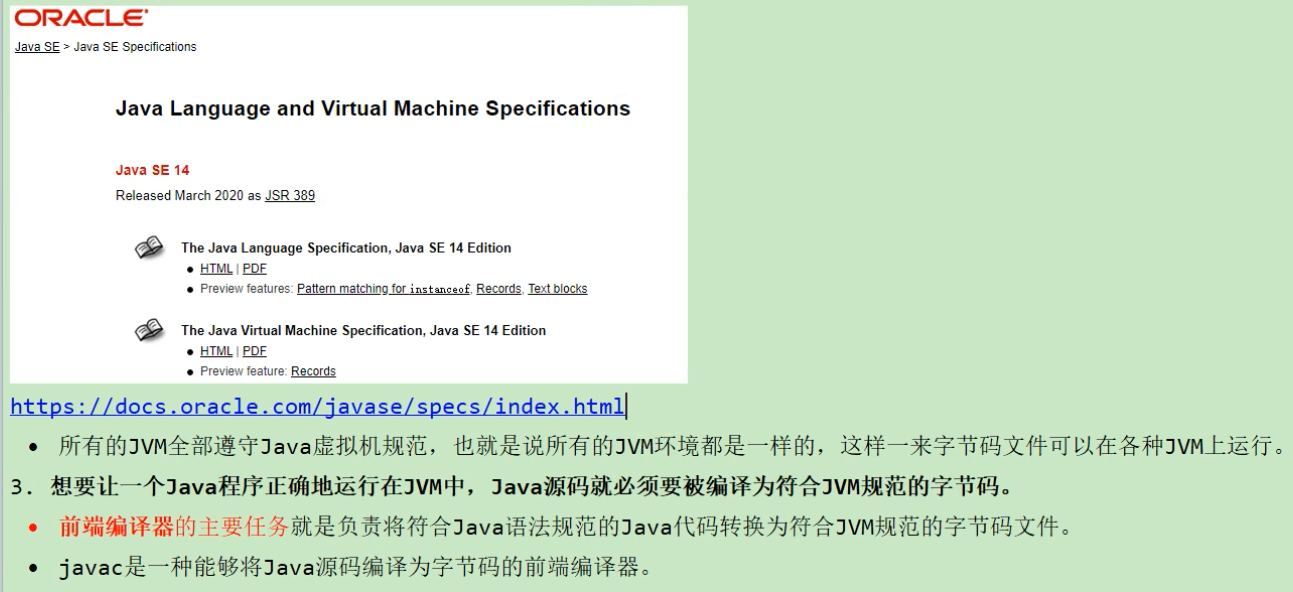 ORACLE
Java SE > Java SE Specifications
Java Language and Virtual Machine Specifications
Java SE 14
Released March 2020 as JSR 389
The Java Language Specification, Java SE 14 Edition
● HTML | PDF
● Preview features: Pattern matching for instanceof, Records, Text blocks
The Java Virtual Machine Specification, Java SE 14 Edition
● HTML | PDF
● Preview feature: Records
https://docs.oracle.com/javase/specs/index.html
● 所有的JVM全部遵守Java虚拟机规范，也就是说所有的JVM环境都是一样的，这样一来字节码文件可以在各种JVM上运行。
3. 想要让一个Java程序正确地运行在JVM中，Java源码就必须要被编译为符合JVM规范的字节码。
● 前端编译器的主要任务就是负责将符合Java语法规范的Java代码转换为符合JVM规范的字节码文件。
● javac是一种能够将Java源码编译为字节码的前端编译器。